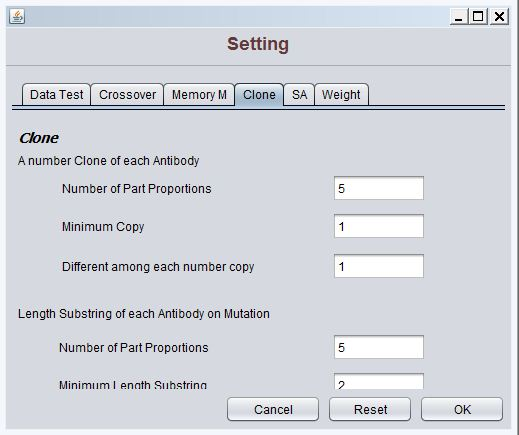 Setting
Data Test Crossover Memory M Clone SA Weight
Clone
A number Clone of each Antibody
Number of Part Proportions 5
Minimum Copy 1
Different among each number copy 1
Length Substring of each Antibody on Mutation
Number of Part Proportions 5
Minimum Length Substring 2
Cancel Reset OK